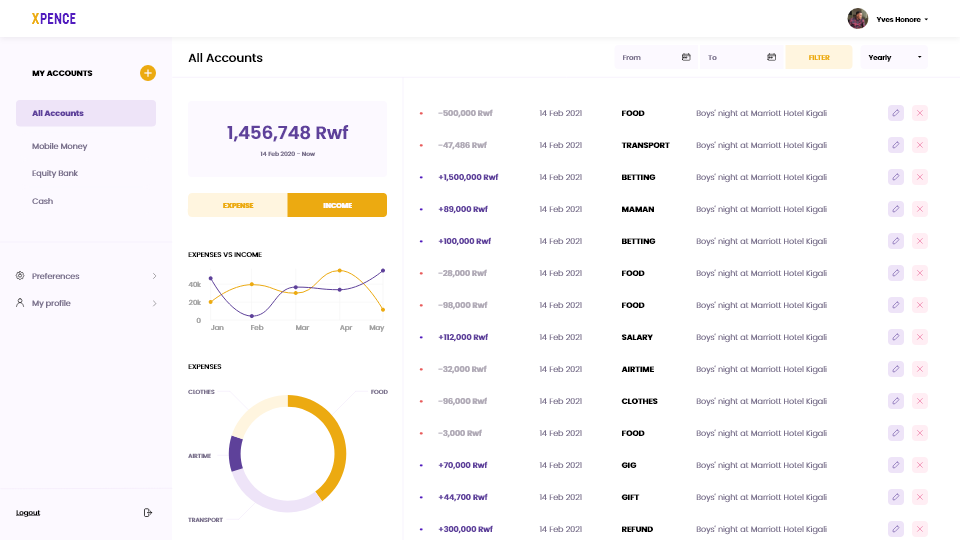 XPENCE
Yves Honore
MY ACCOUNTS
All Accounts
Mobile Money
Equity Bank
Cash
Preferences
My profile
Logout
All Accounts
From
To
FILTER
Yearly
1,456,748 Rwf
14 Feb 2020 - Now
EXPENSE
INCOME
EXPENSES VS INCOME
40k
20k
0
Jan Feb Mar Apr May
EXPENSES
CLOTHES
FOOD
AIRTIME
TRANSPORT
-500,000 Rwf 14 Feb 2021 FOOD Boys' night at Marriott Hotel Kigali
-47,486 Rwf 14 Feb 2021 TRANSPORT Boys' night at Marriott Hotel Kigali
+1,500,000 Rwf 14 Feb 2021 BETTING Boys' night at Marriott Hotel Kigali
+89,000 Rwf 14 Feb 2021 MAMAN Boys' night at Marriott Hotel Kigali
+100,000 Rwf 14 Feb 2021 BETTING Boys' night at Marriott Hotel Kigali
-28,000 Rwf 14 Feb 2021 FOOD Boys' night at Marriott Hotel Kigali
-98,000 Rwf 14 Feb 2021 FOOD Boys' night at Marriott Hotel Kigali
+112,000 Rwf 14 Feb 2021 SALARY Boys' night at Marriott Hotel Kigali
-32,000 Rwf 14 Feb 2021 AIRTIME Boys' night at Marriott Hotel Kigali
-96,000 Rwf 14 Feb 2021 CLOTHES Boys' night at Marriott Hotel Kigali
-3,000 Rwf 14 Feb 2021 FOOD Boys' night at Marriott Hotel Kigali
+70,000 Rwf 14 Feb 2021 GIG Boys' night at Marriott Hotel Kigali
+44,700 Rwf 14 Feb 2021 GIFT Boys' night at Marriott Hotel Kigali
+300,000 Rwf 14 Feb 2021 REFUND Boys' night at Marriott Hotel Kigali